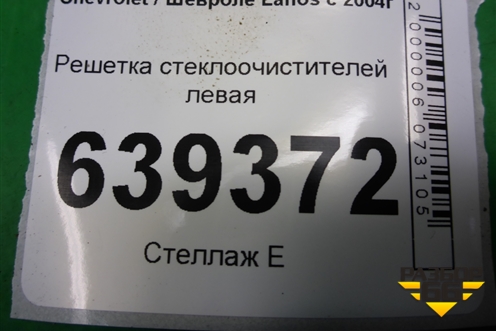 Chevrolet / Шевроле Lanos с 2004г
Решетка стеклоочистителей
левая
639372
Стеллаж Е
2000006073105